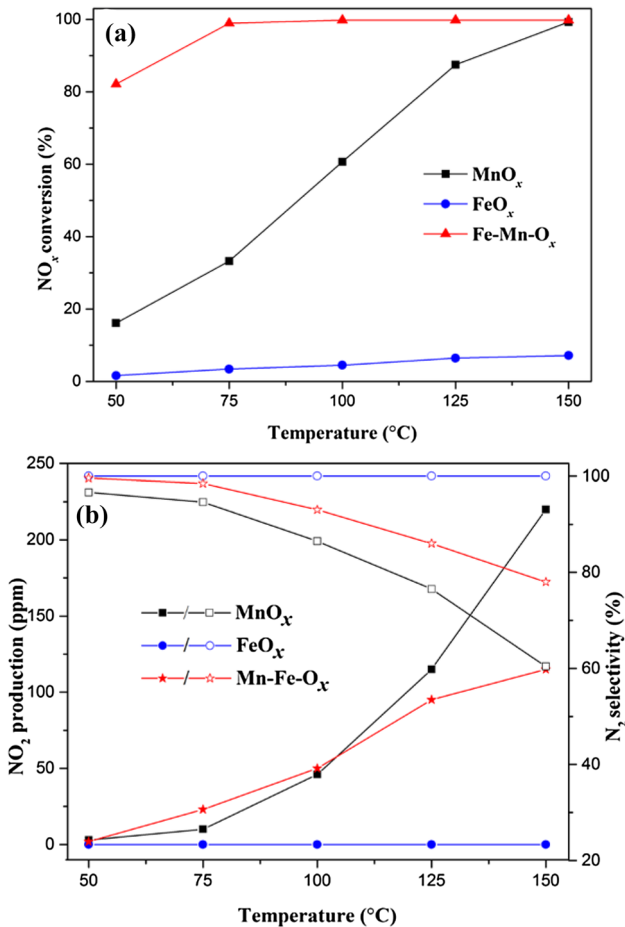 (a)
100
80
60
40
20
0
NOx conversion (%)
MnOx
FeOx
Fe-Mn-Ox
50 75 100 125 150
Temperature (°C)
(b)
250
200
150
100
50
0
NO2 production (ppm)
MnOx
FeOx
Mn-Fe-Ox
100
80
60
40
20
N2 selectivity (%)
50 75 100 125 150
Temperature (°C)